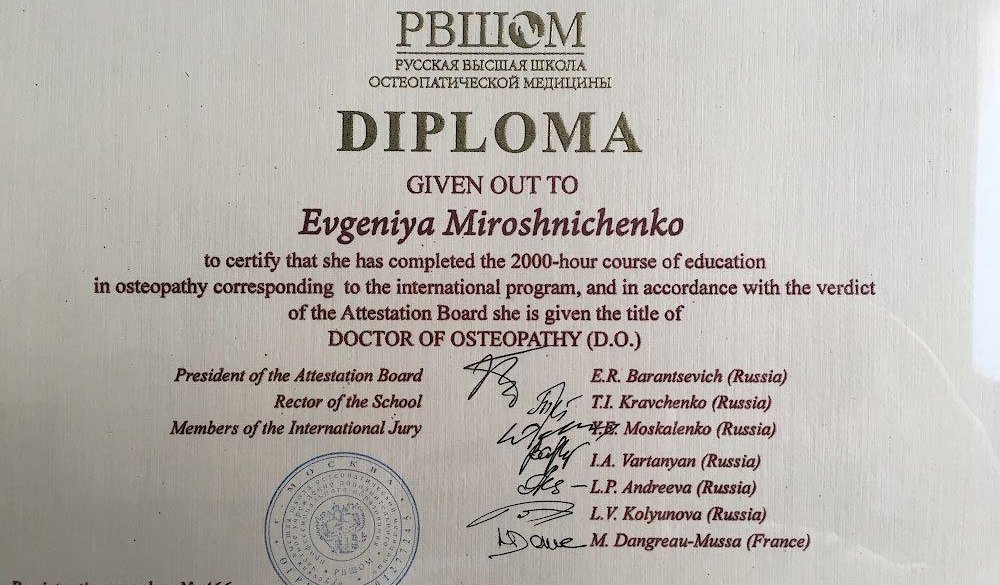 РВШОМ
РУССКАЯ ВЫСШАЯ ШКОЛА
ОСТЕОПАТИЧЕСКОЙ МЕДИЦИНЫ
DIPLOMA
GIVEN OUT TO
Evgeniya Miroshnichenko
to certify that she has completed the 2000-hour course of education
in osteopathy corresponding to the international program, and in accordance with the verdict
of the Attestation Board she is given the title of
DOCTOR OF OSTEOPATHY (D.O.)
President of the Attestation Board E.R. Barantsevich (Russia)
Rector of the School T.I. Kravchenko (Russia)
Members of the International Jury Moskalenko (Russia)
I.A. Vartanyan (Russia)
L.P. Andreeva (Russia)
L.V. Kolyunova (Russia)
M. Dangreau-Mussa (France)
МОСКВА
РВШОМ